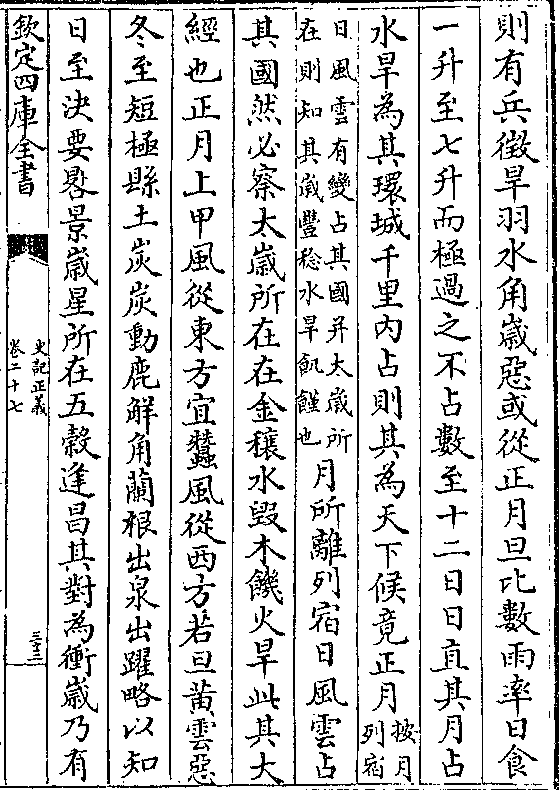 則有兵徵旱羽水角嵗惡或從正月旦比數雨率日食
一升至七升而極過之不占數至十二日日直其月占
水旱為其環城千里内占則其為天下候竟正月按月列宿
日風雲有變占其國并太嵗所在則知其嵗豐稔水旱飢饉也月所離列宿日風雲占
其國然必察太嵗所在在金穰水毁木饑火旱此其大
經也正月上甲風從東方宜蠶風從西方若旦黄雲惡
冬至短極縣土炭炭動鹿解角蘭根出泉出躍略以知
日至決要晷景嵗星所在五穀逢昌其對為衝嵗乃有
欽定四庫全書
史記正義
卷二十七
三十三